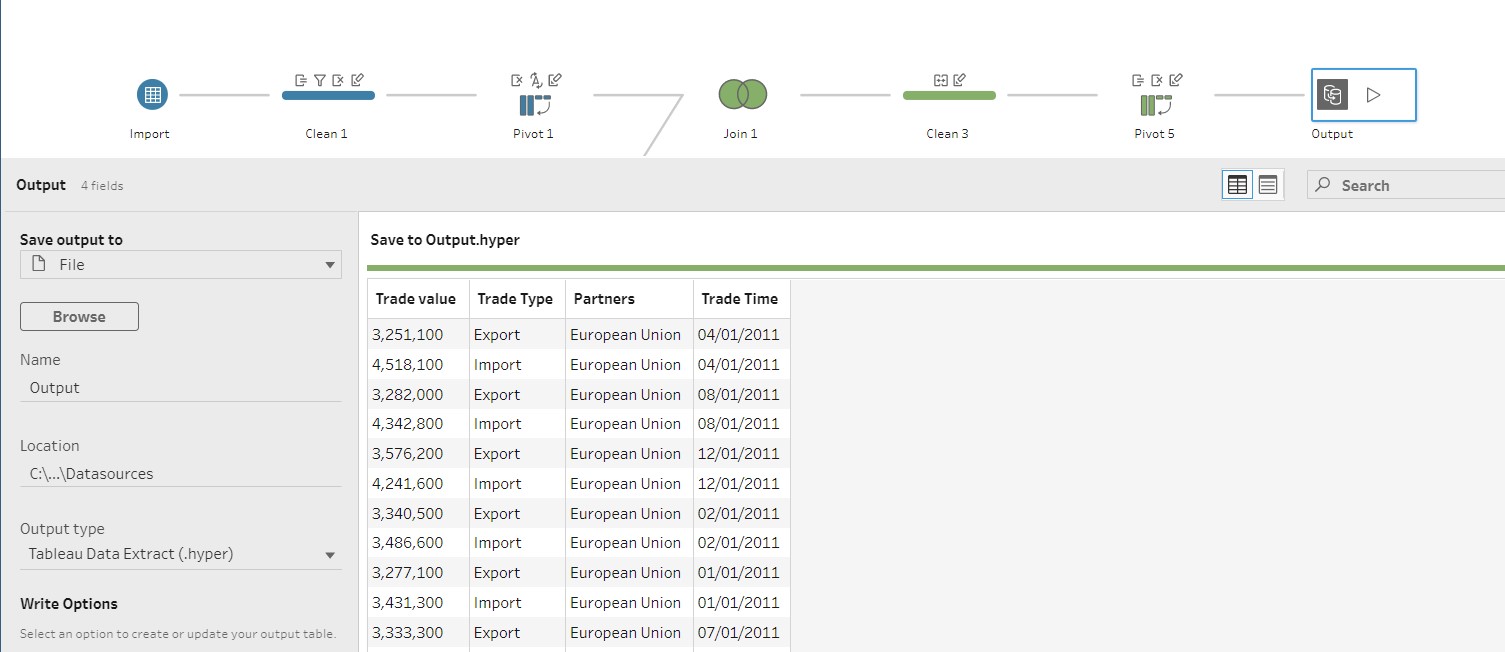 Import Clean 1 Pivot 1 Join 1 Clean 3 Pivot 5 Output
Output 4 fields
Search
Save output to
File
Browse
Name
Output
Location
C:\...\Datasources
Output type
Tableau Data Extract (.hyper)
Write Options
Select an option to create or update your output table.
Save to Output.hyper
Trade value Trade Type Partners Trade Time
3,251,100 Export European Union 04/01/2011
4,518,100 Import European Union 04/01/2011
3,282,000 Export European Union 08/01/2011
4,342,800 Import European Union 08/01/2011
3,576,200 Export European Union 12/01/2011
4,241,600 Import European Union 12/01/2011
3,340,500 Export European Union 02/01/2011
3,486,600 Import European Union 02/01/2011
3,277,100 Export European Union 01/01/2011
3,431,300 Import European Union 01/01/2011
3,333,300 Export European Union 07/01/2011